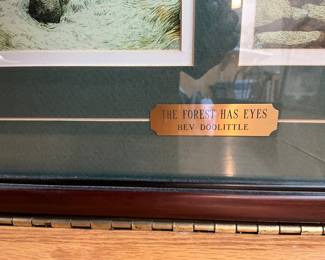 THE FOREST HAS EYES
BEV DOOLITTLE